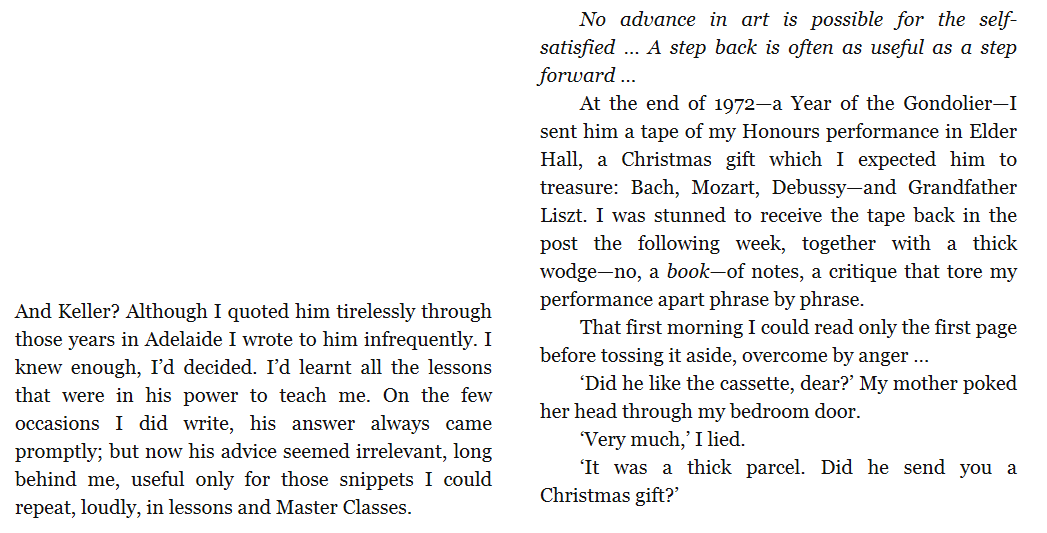 And Keller? Although I quoted him tirelessly through
those years in Adelaide I wrote to him infrequently. I
knew enough, I’d decided. I’d learnt all the lessons
that were in his power to teach me. On the few
occasions I did write, his answer always came
promptly; but now his advice seemed irrelevant, long
behind me, useful only for those snippets I could
repeat, loudly, in lessons and Master Classes.
No advance in art is possible for the self-
satisfied ... A step back is often as useful as a step
forward ...
At the end of 1972—a Year of the Gondolier—I
sent him a tape of my Honours performance in Elder
Hall, a Christmas gift which I expected him to
treasure: Bach, Mozart, Debussy—and Grandfather
Liszt. I was stunned to receive the tape back in the
post the following week, together with a thick
wodge—no, a book—of notes, a critique that tore my
performance apart phrase by phrase.
That first morning I could read only the first page
before tossing it aside, overcome by anger ...
‘Did he like the cassette, dear?’ My mother poked
her head through my bedroom door.
‘Very much,’ I lied.
‘It was a thick parcel. Did he send you a
Christmas gift?’